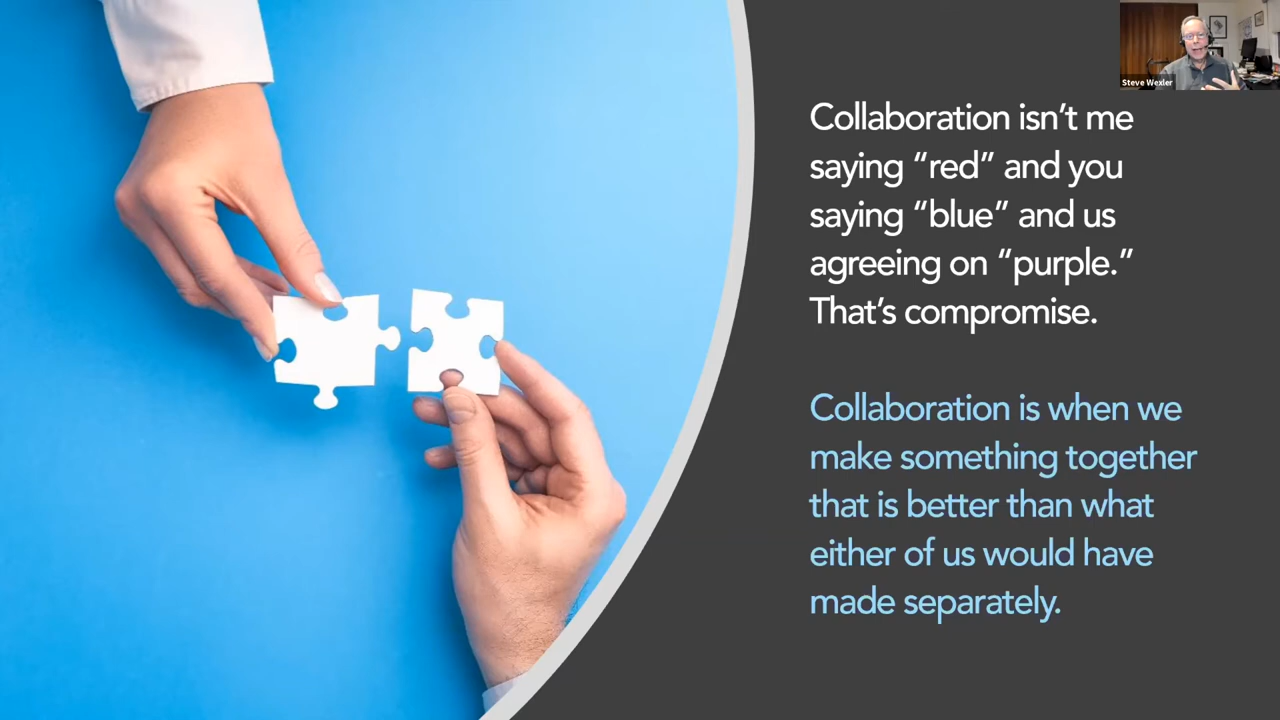 Steve Wexler
Collaboration isn’t me
saying “red” and you
saying “blue” and us
agreeing on “purple.”
That’s compromise.
Collaboration is when we
make something together
that is better than what
either of us would have
made separately.